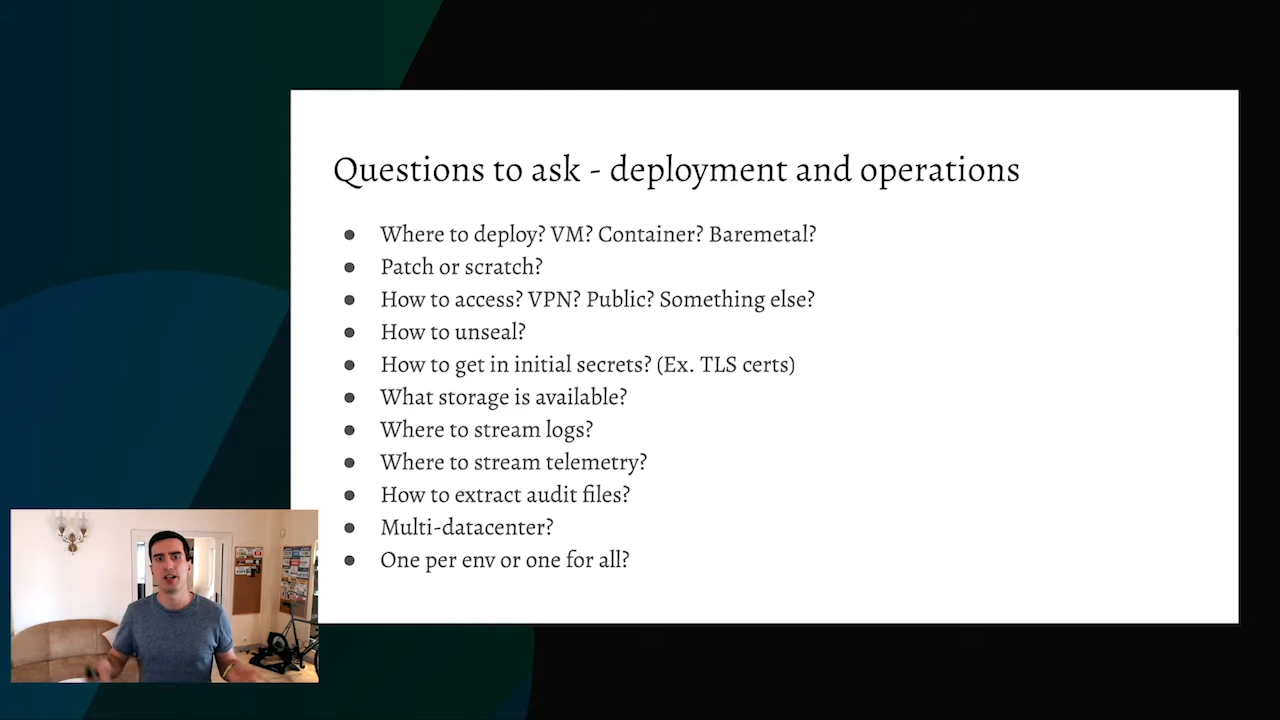 Questions to ask - deployment and operations
● Where to deploy? VM? Container? Baremetal?
● Patch or scratch?
● How to access? VPN? Public? Something else?
● How to unseal?
● How to get in initial secrets? (Ex. TLS certs)
● What storage is available?
● Where to stream logs?
● Where to stream telemetry?
● How to extract audit files?
● Multi-datacenter?
● One per env or one for all?